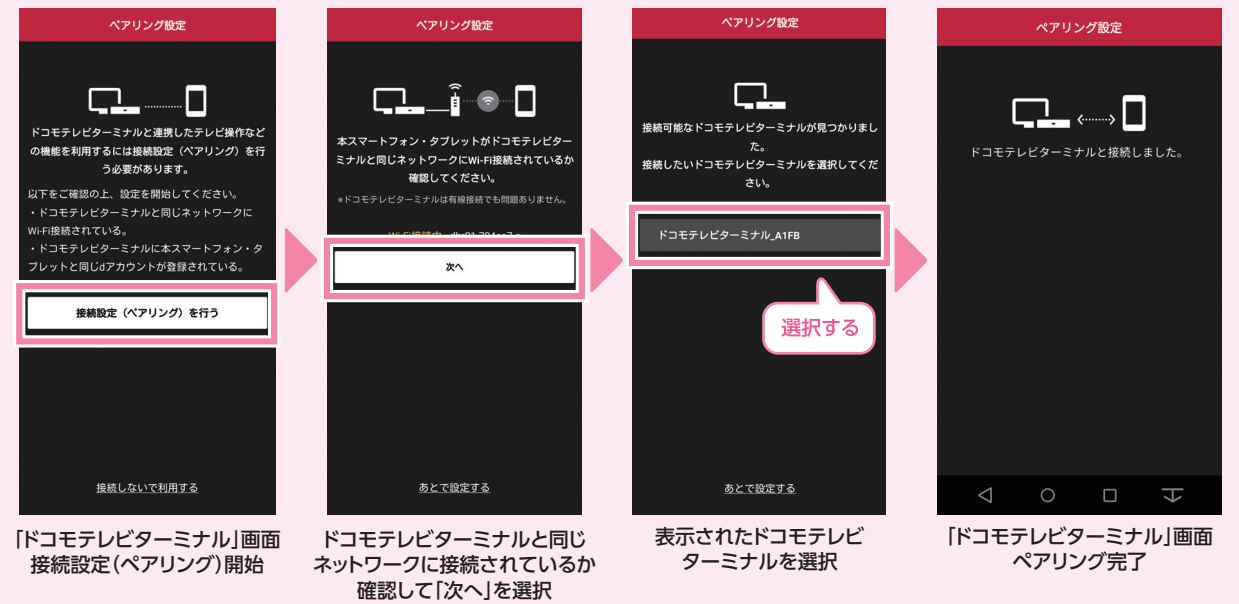 ペアリング設定
ドコモテレビターミナルと連携したテレビ操作など
の機能を利用するには接続設定（ペアリング）を行
う必要があります。
以下をご確認の上、設定を開始してください。
・ドコモテレビターミナルと同じネットワークに
Wi-Fi接続されている。
・ドコモテレビターミナルに本スマートフォン・タ
ブレットと同じdアカウントが登録されている。
接続設定（ペアリング）を行う
接続しないで利用する
「ドコモテレビターミナル」画面
接続設定（ペアリング）開始
ペアリング設定
本スマートフォン・タブレットがドコモテレビター
ミナルと同じネットワークにWi-Fi接続されているか
確認してください。
※ドコモテレビターミナルは有線接続でも問題ありません。
Wi-Fi接続中
次へ
あとで設定する
ドコモテレビターミナルと同じ
ネットワークに接続されているか
確認して「次へ」を選択
ペアリング設定
接続可能なドコモテレビターミナルが見つかりまし
た。
接続したいドコモテレビターミナルを選択してくだ
さい。
ドコモテレビターミナル_A1FB
選択する
あとで設定する
表示されたドコモテレビ
ターミナルを選択
ペアリング設定
ドコモテレビターミナルと接続しました。
「ドコモテレビターミナル」画面
ペアリング完了